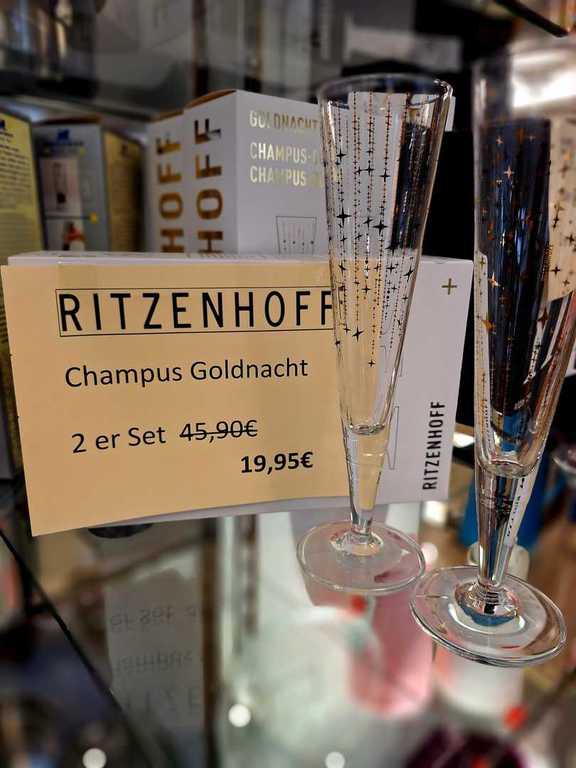 HOFF
HOFF
GOLDNACHT
CHAMPUS-
CHAMPUS-
RITZENHOFF
Champus Goldnacht
2 er Set 45,90€
19,95€
RITZENHOFF